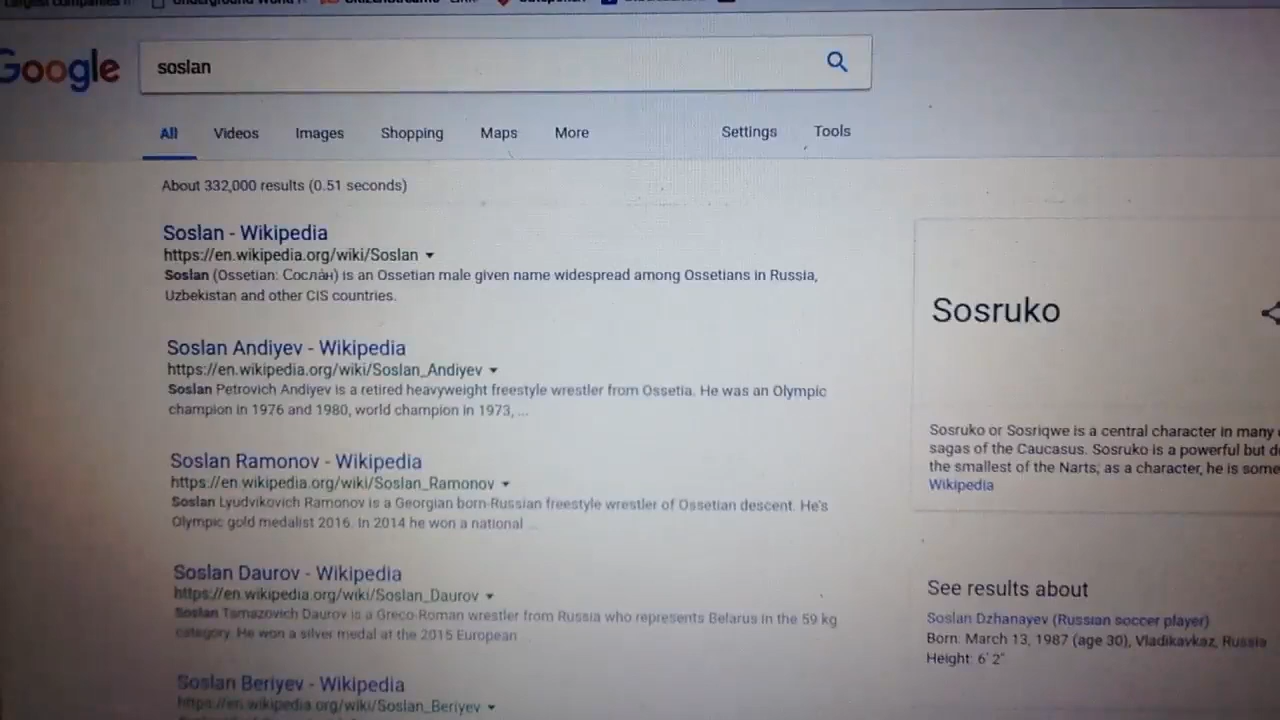 Google
soslan
All Videos Images Shopping Maps More Settings Tools
About 332,000 results (0.51 seconds)
Soslan - Wikipedia
https://en.wikipedia.org/wiki/Soslan
Soslan (Ossetian: Сосла́н) is an Ossetian male given name widespread among Ossetians in Russia,
Uzbekistan and other CIS countries.
Soslan Andiyev - Wikipedia
https://en.wikipedia.org/wiki/Soslan_Andiyev
Soslan Petrovich Andiyev is a retired heavyweight freestyle wrestler from Ossetia. He was an Olympic
champion in 1976 and 1980, world champion in 1973, ...
Soslan Ramonov - Wikipedia
https://en.wikipedia.org/wiki/Soslan_Ramonov
Soslan Lyudvikovich Ramonov is a Georgian born-Russian freestyle wrestler of Ossetian descent. He's
Olympic gold medalist 2016. In 2014 he won a national ...
Soslan Daurov - Wikipedia
https://en.wikipedia.org/wiki/Soslan_Daurov
Soslan Tamazovich Daurov is a Greco-Roman wrestler from Russia who represents Belarus in the 59 kg
category. He won a silver medal at the 2015 European
Soslan Beriyev - Wikipedia
https://en.wikipedia.org/wiki/Soslan_Beriyev
Sosruko
Sosruko or Sosriqwe is a central character in many
sagas of the Caucasus. Sosruko is a powerful but
the smallest of the Narts; as a character, he is some
Wikipedia
See results about
Soslan Dzhanayev (Russian soccer player)
Born: March 13, 1987 (age 30), Vladikavkaz, Russia
Height: 6' 2"